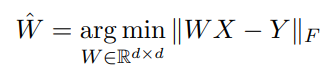 Ŵ = arg min ‖WX − Y‖_F
W∈ℝ^{d×d}